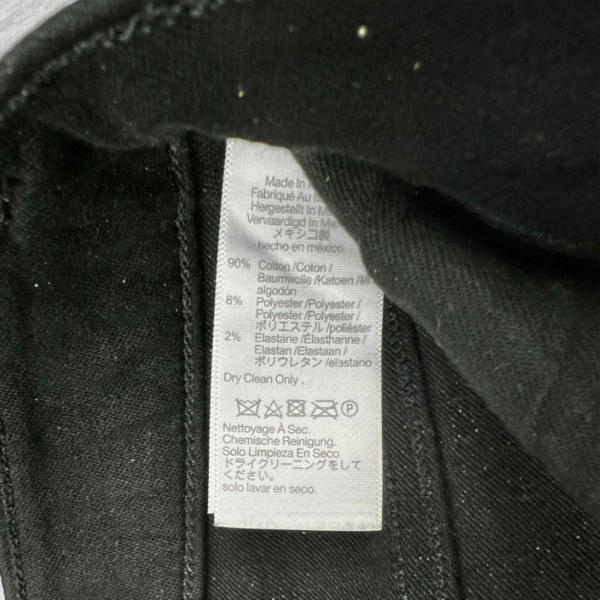 Made In
Fabriqué Au
Hergestellt In
Vervaardigd In
メキシコ製
hecho en méxico
90% Cotton /Coton /
Baumwolle /Katoen /
algodón
8% Polyester /Polyester /
Polyester /Polyester /
ポリエステル /poliéster
2% Elastane /Elasthanne /
Elastan /Elastaan /
ポリウレタン /elastano
Dry Clean Only .
P
Nettoyage À Sec.
Chemische Reinigung.
Solo Limpieza En Seco
ドライクリーニングをして
ください。
solo lavar en seco.